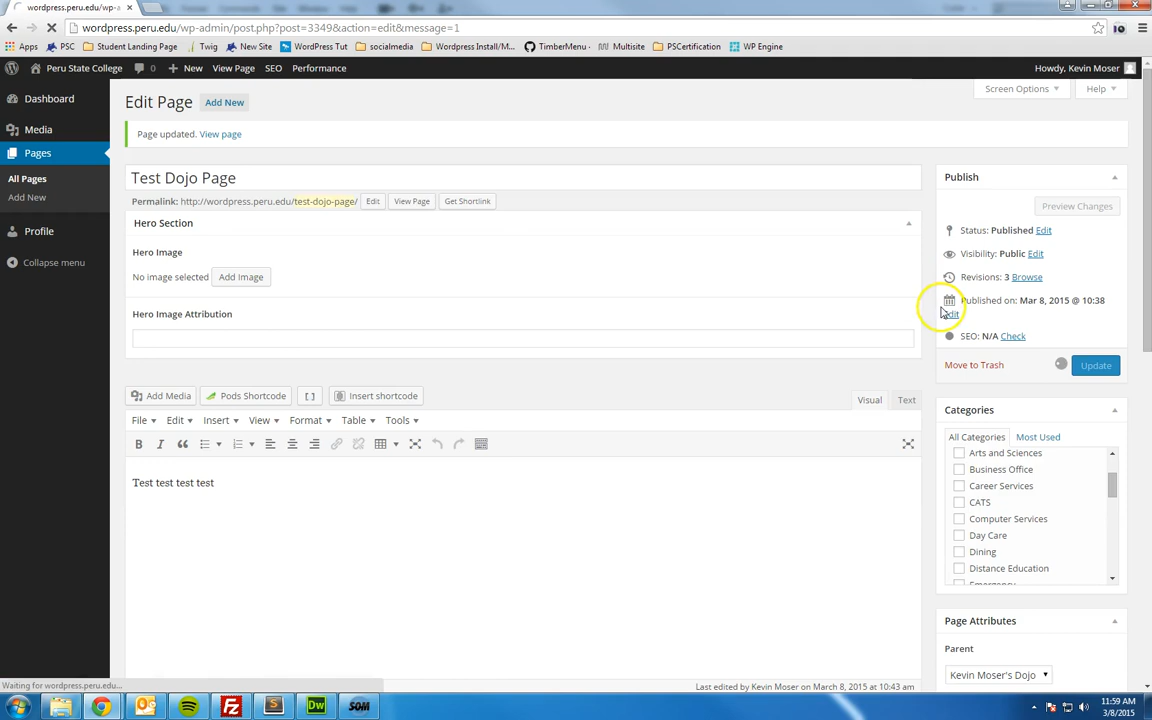 wordpress.peru.edu/wp-a
wordpress.peru.edu/wp-admin/post.php?post=3349&action=edit&message=1
Apps PSC Student Landing Page Twig New Site WordPress Tut socialmedia Wordpress Install/M... TimberMenu · Multisite PSCertification WP Engine
Peru State College 0 New View Page SEO Performance Howdy, Kevin Moser
Screen Options Help
Dashboard
Media
Pages
All Pages
Add New
Profile
Collapse menu
Edit Page Add New
Page updated. View page
Test Dojo Page
Permalink: http://wordpress.peru.edu/test-dojo-page/ Edit View Page Get Shortlink
Hero Section
Hero Image
No image selected Add Image
Hero Image Attribution
Add Media Pods Shortcode [ ] Insert shortcode Visual Text
File Edit Insert View Format Table Tools
B I
Test test test test
Last edited by Kevin Moser on March 8, 2015 at 10:43 am
Publish
Preview Changes
Status: Published Edit
Visibility: Public Edit
Revisions: 3 Browse
Published on: Mar 8, 2015 @ 10:38
Edit
SEO: N/A Check
Move to Trash Update
Categories
All Categories Most Used
Arts and Sciences
Business Office
Career Services
CATS
Computer Services
Day Care
Dining
Distance Education
Emergency
Page Attributes
Parent
Kevin Moser's Dojo
Waiting for wordpress.peru.edu...
Dw SOM
11:59 AM
3/8/2015